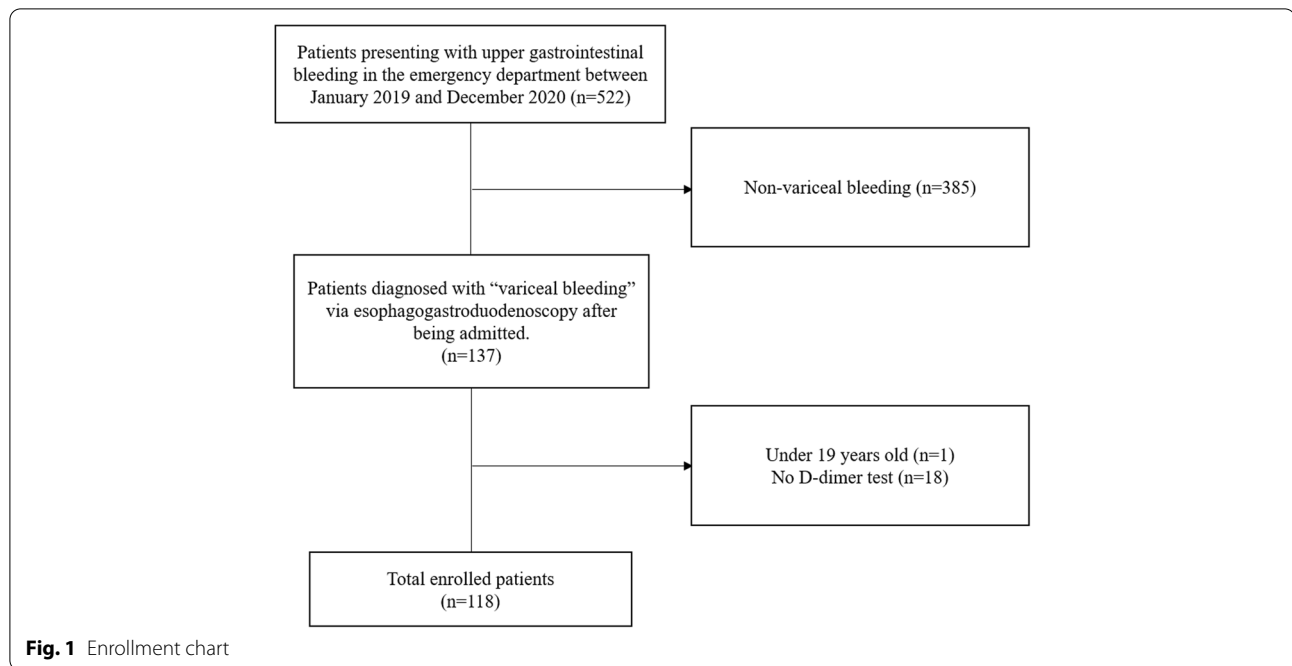 Patients presenting with upper gastrointestinal
bleeding in the emergency department between
January 2019 and December 2020 (n=522)
Non-variceal bleeding (n=385)
Patients diagnosed with “variceal bleeding”
via esophagogastroduodenoscopy after
being admitted.
(n=137)
Under 19 years old (n=1)
No D-dimer test (n=18)
Total enrolled patients
(n=118)
Fig. 1 Enrollment chart